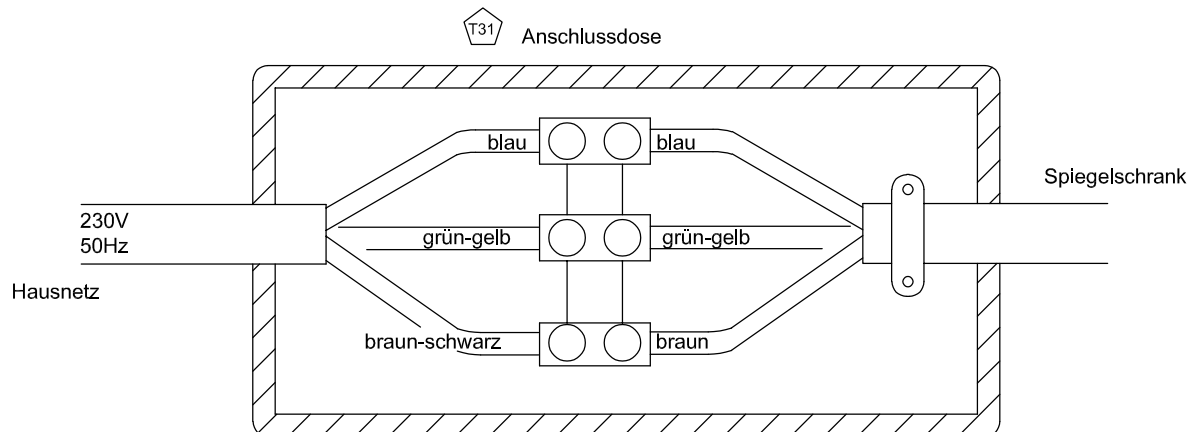 T31
Anschlussdose
blau
blau
Spiegelschrank
230V
50Hz
grün-gelb
grün-gelb
Hausnetz
braun-schwarz
braun